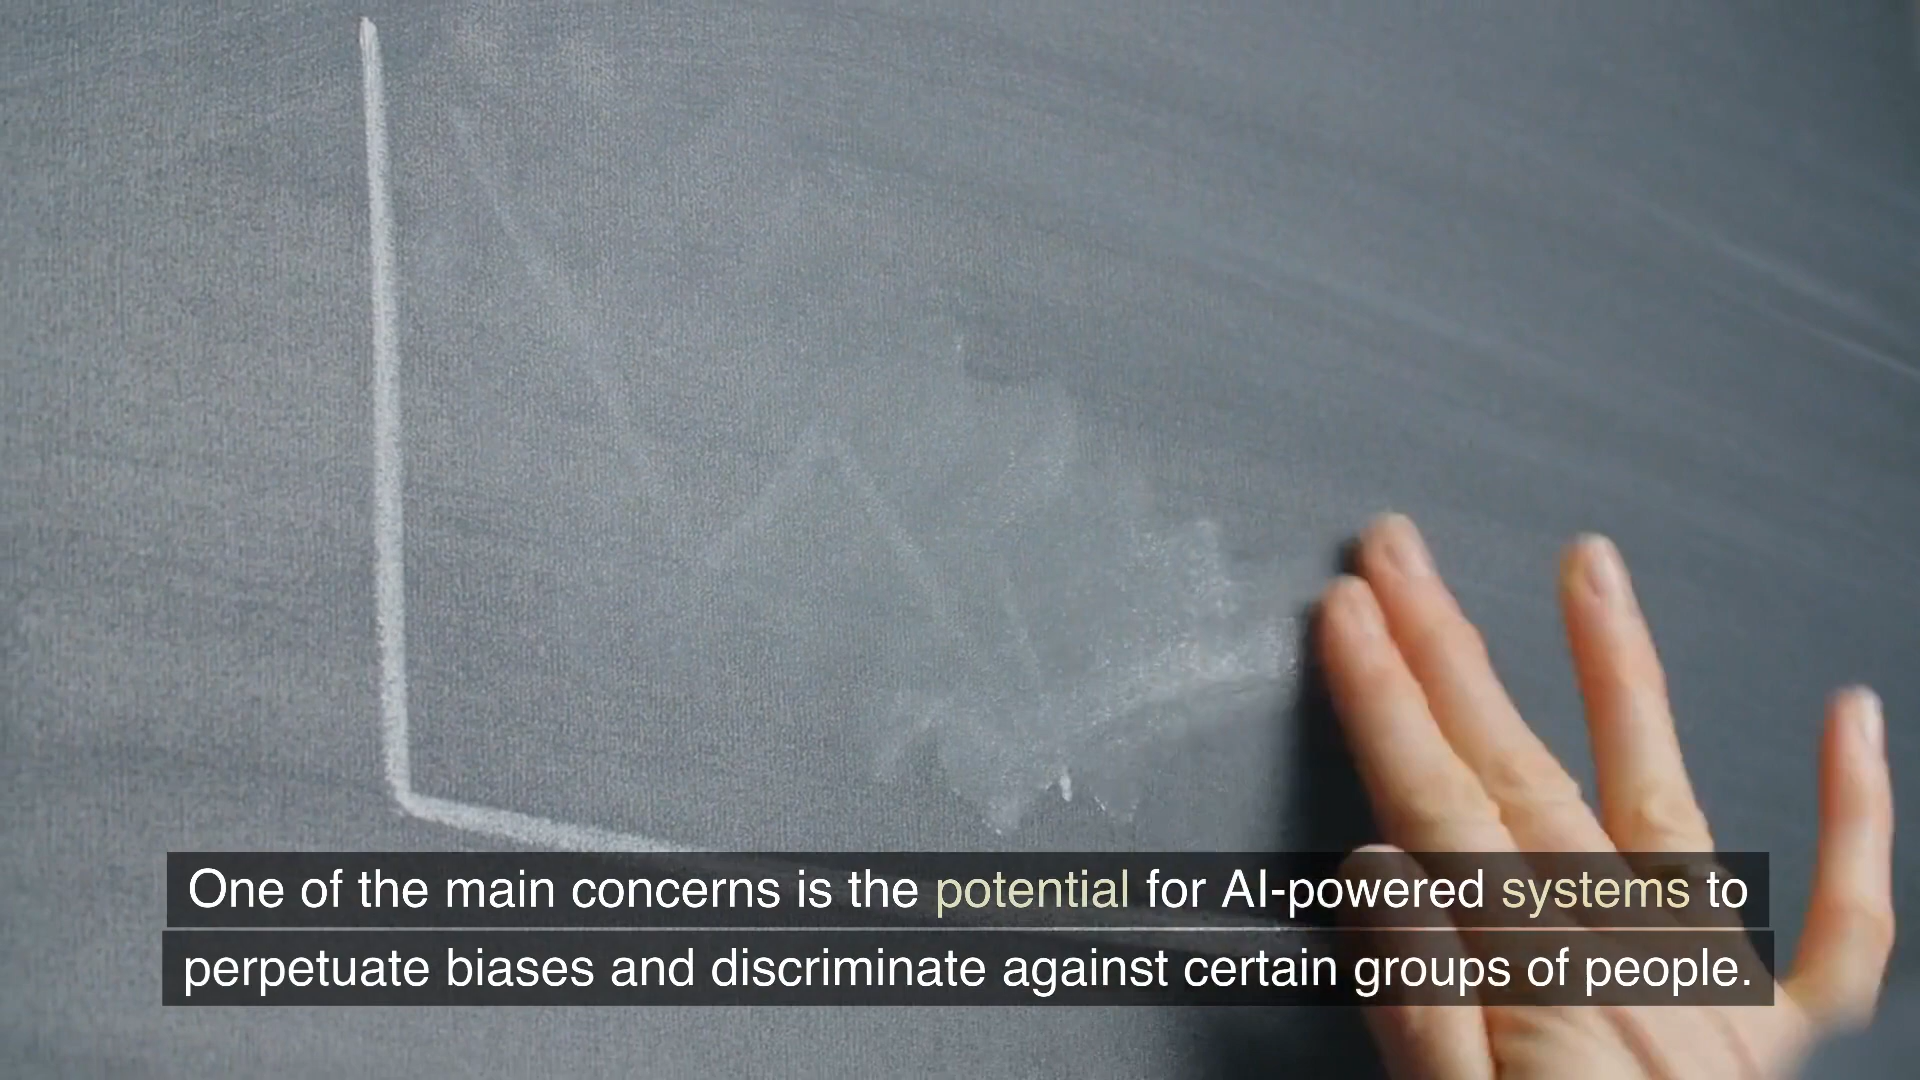 One of the main concerns is the potential for AI-powered systems to
perpetuate biases and discriminate against certain groups of people.